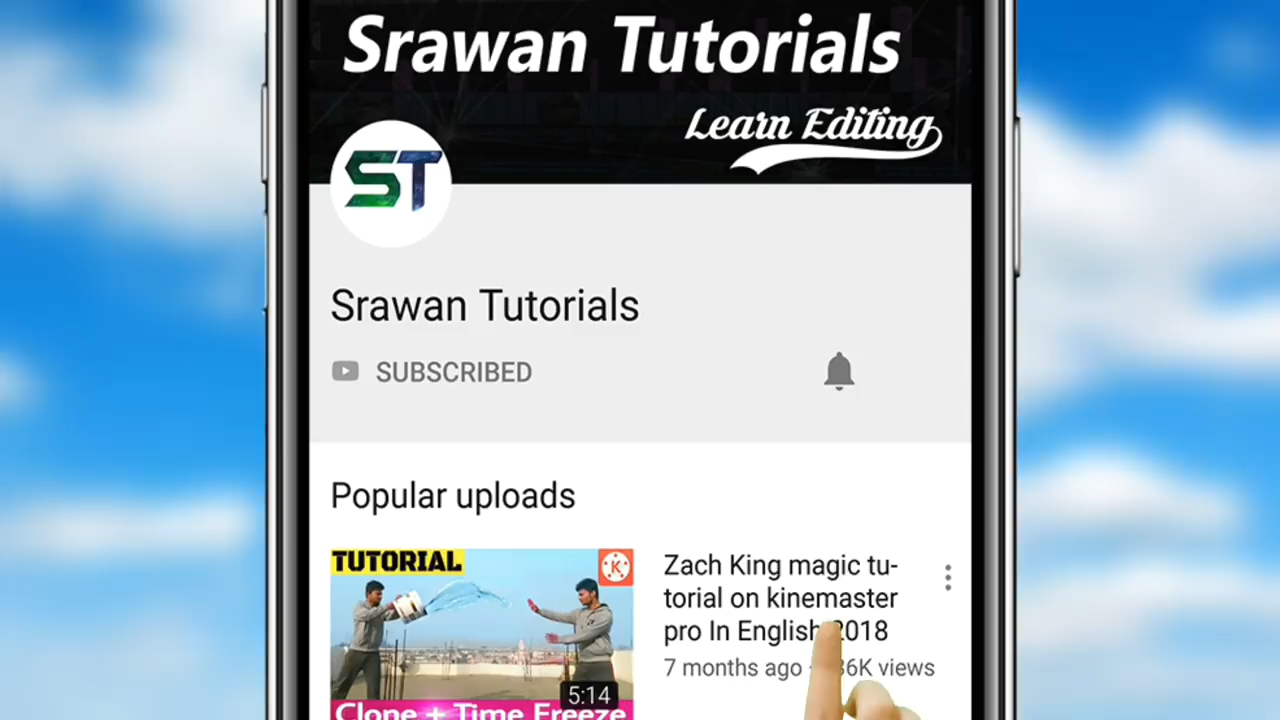 Srawan Tutorials
Learn Editing
ST
Srawan Tutorials
SUBSCRIBED
Popular uploads
TUTORIAL
K
5:14
Clone + Time Freeze
Zach King magic tu-
torial on kinemaster
pro In English 2018
7 months ago views